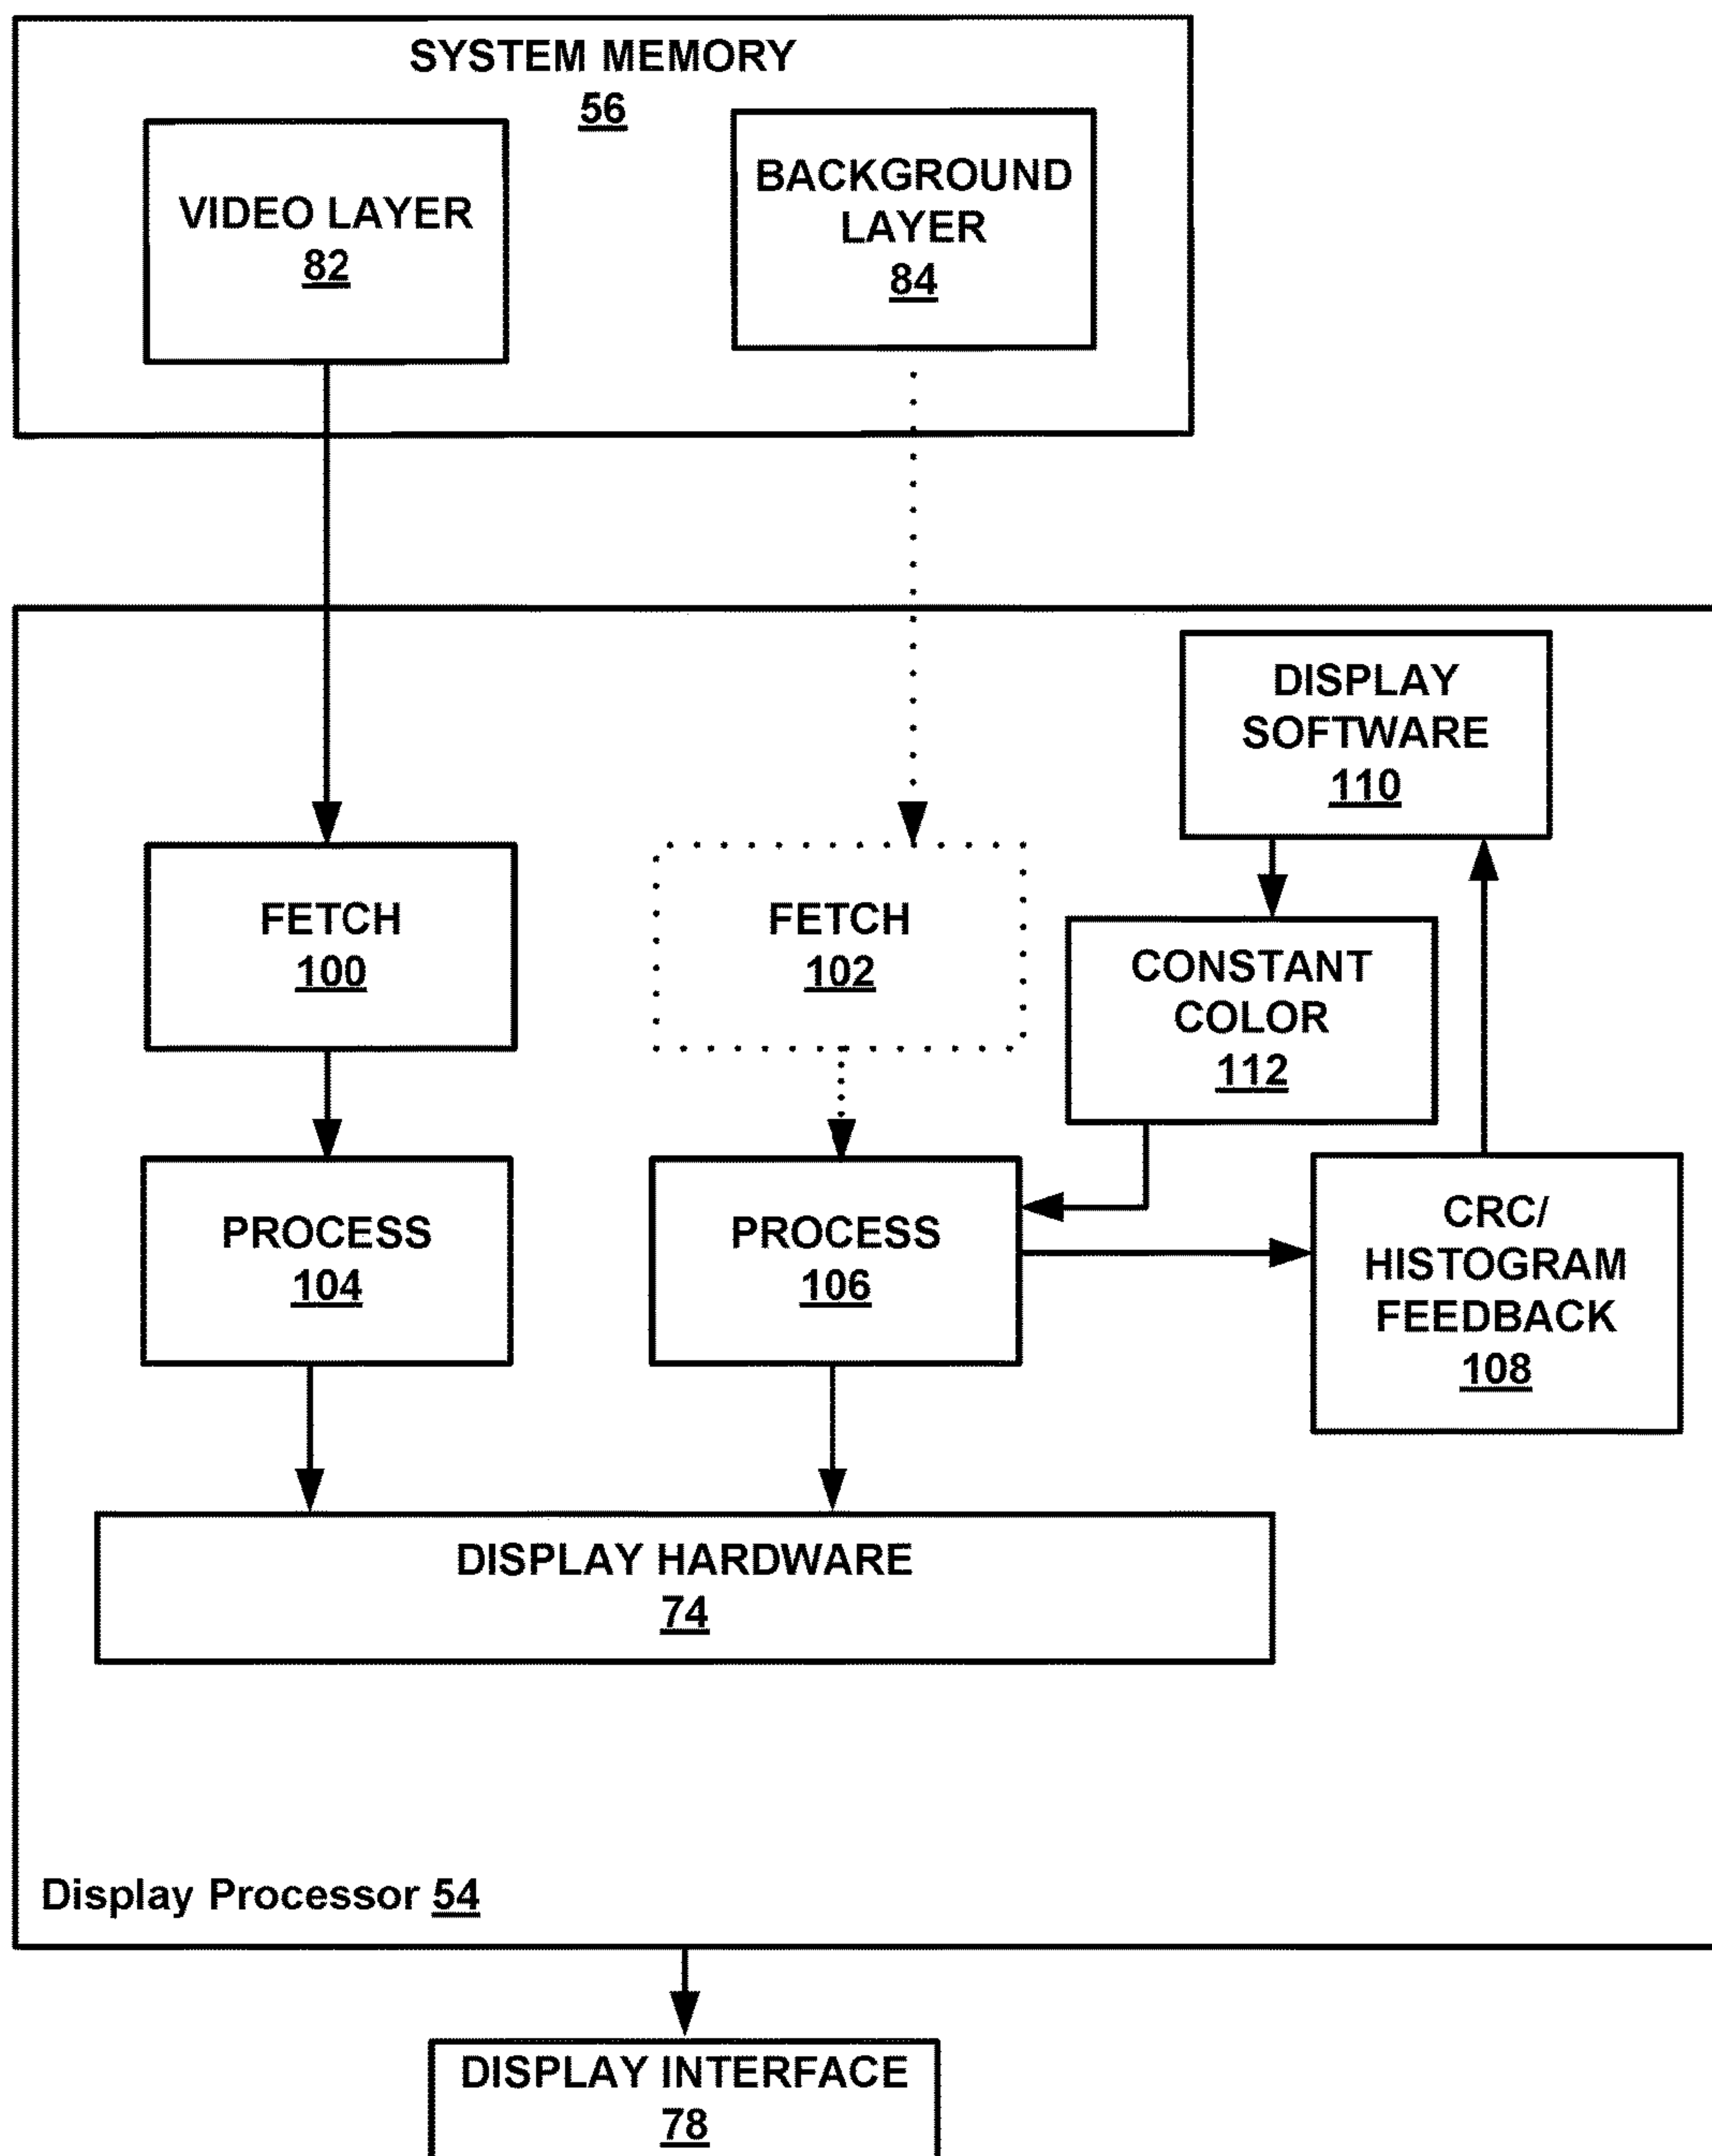 SYSTEM MEMORY
56
VIDEO LAYER
82
BACKGROUND
LAYER
84
DISPLAY
SOFTWARE
110
FETCH
100
FETCH
102
CONSTANT
COLOR
112
PROCESS
104
PROCESS
106
CRC/
HISTOGRAM
FEEDBACK
108
DISPLAY HARDWARE
74
Display Processor 54
DISPLAY INTERFACE
78